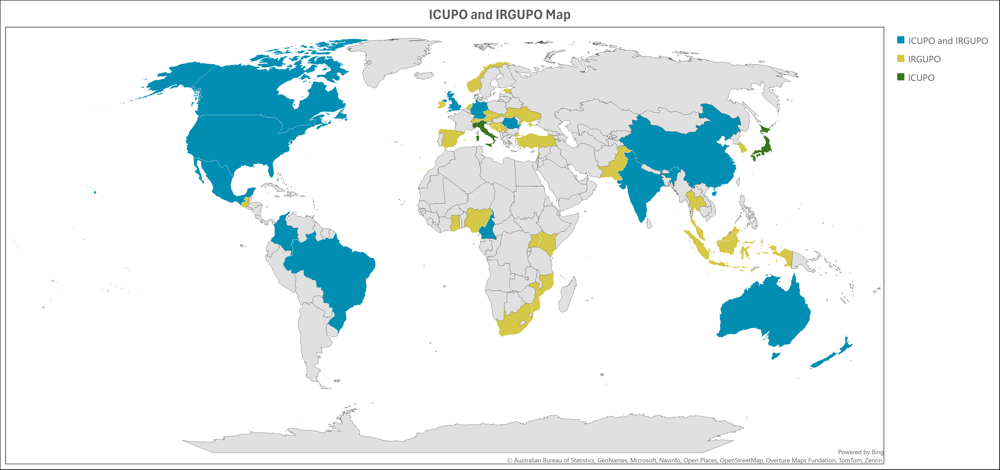 ICUPO and IRGUPO Map
ICUPO and IRGUPO
IRGUPO
ICUPO
Powered by Bing
© Australian Bureau of Statistics, GeoNames, Microsoft, Navinfo, Open Places, OpenStreetMap, Overture Maps Fundation, TomTom, Zenrin